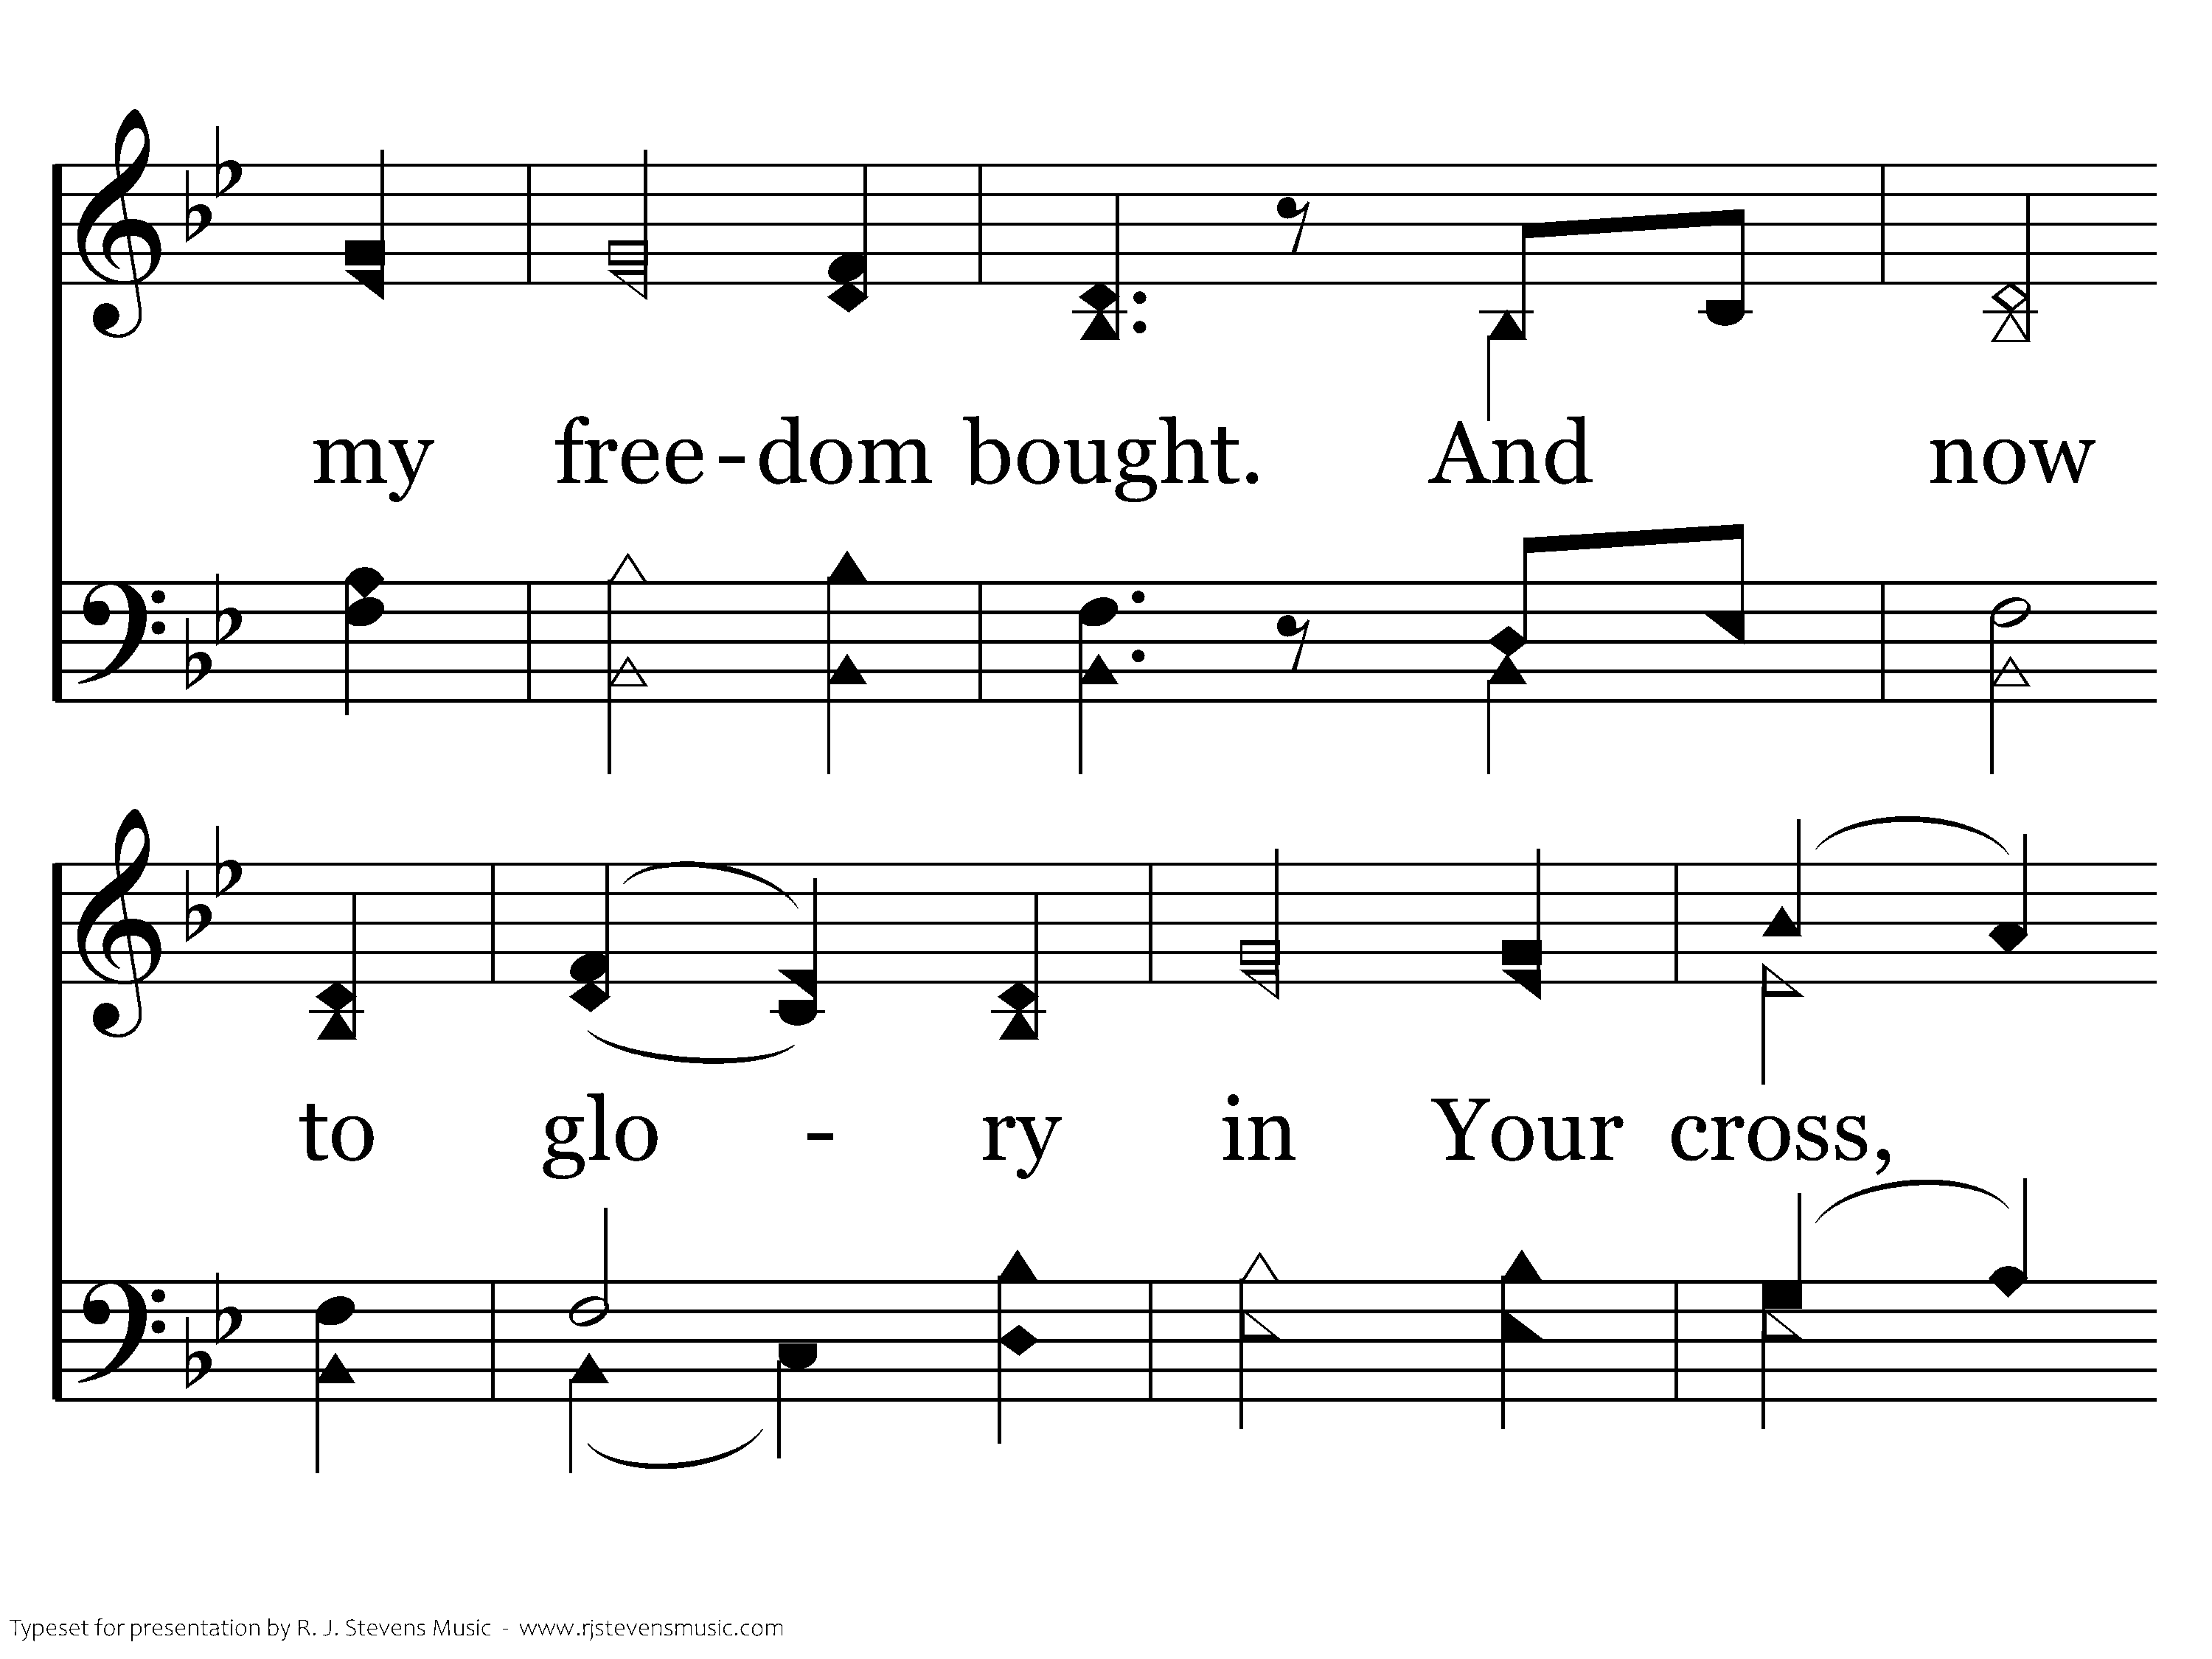 my free-dom bought. And now
to glo - ry in Your cross,
Typeset for presentation by R. J. Stevens Music - www.rjstevensmusic.com